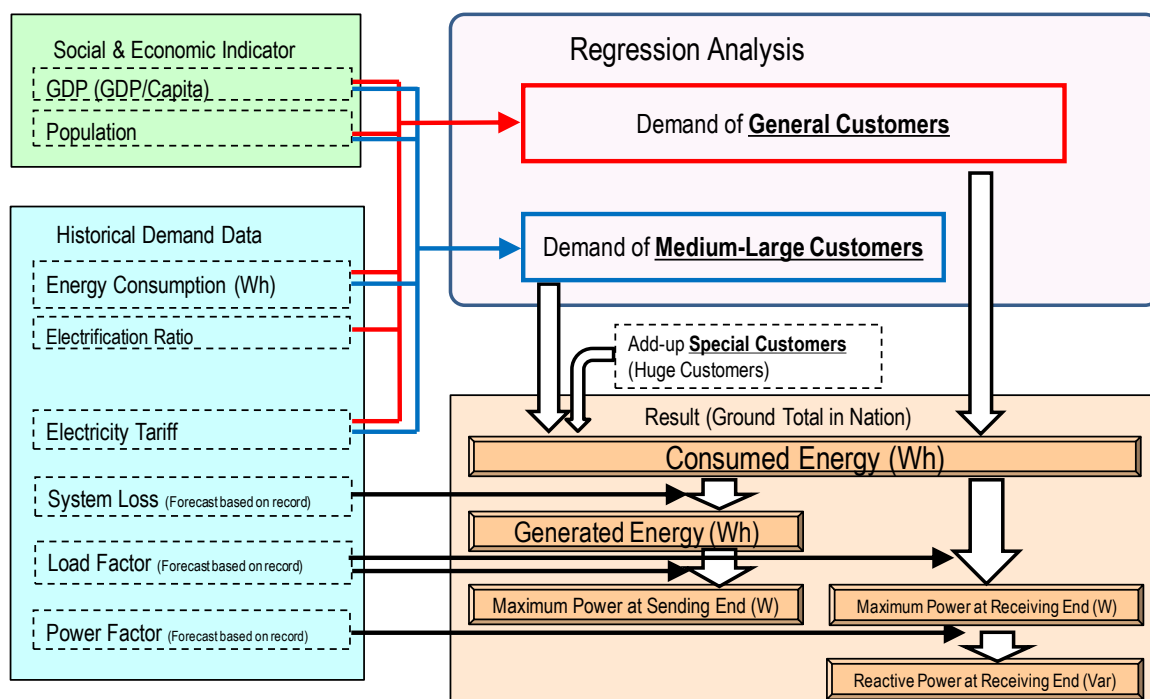 Social & Economic Indicator
GDP (GDP/Capita)
Population
Historical Demand Data
Energy Consumption (Wh)
Electrification Ratio
Electricity Tariff
System Loss (Forecast based on record)
Load Factor (Forecast based on record)
Power Factor (Forecast based on record)
Regression Analysis
Demand of General Customers
Demand of Medium-Large Customers
Add-up Special Customers
(Huge Customers)
Result (Ground Total in Nation)
Consumed Energy (Wh)
Generated Energy (Wh)
Maximum Power at Sending End (W)
Maximum Power at Receiving End (W)
Reactive Power at Receiving End (Var)